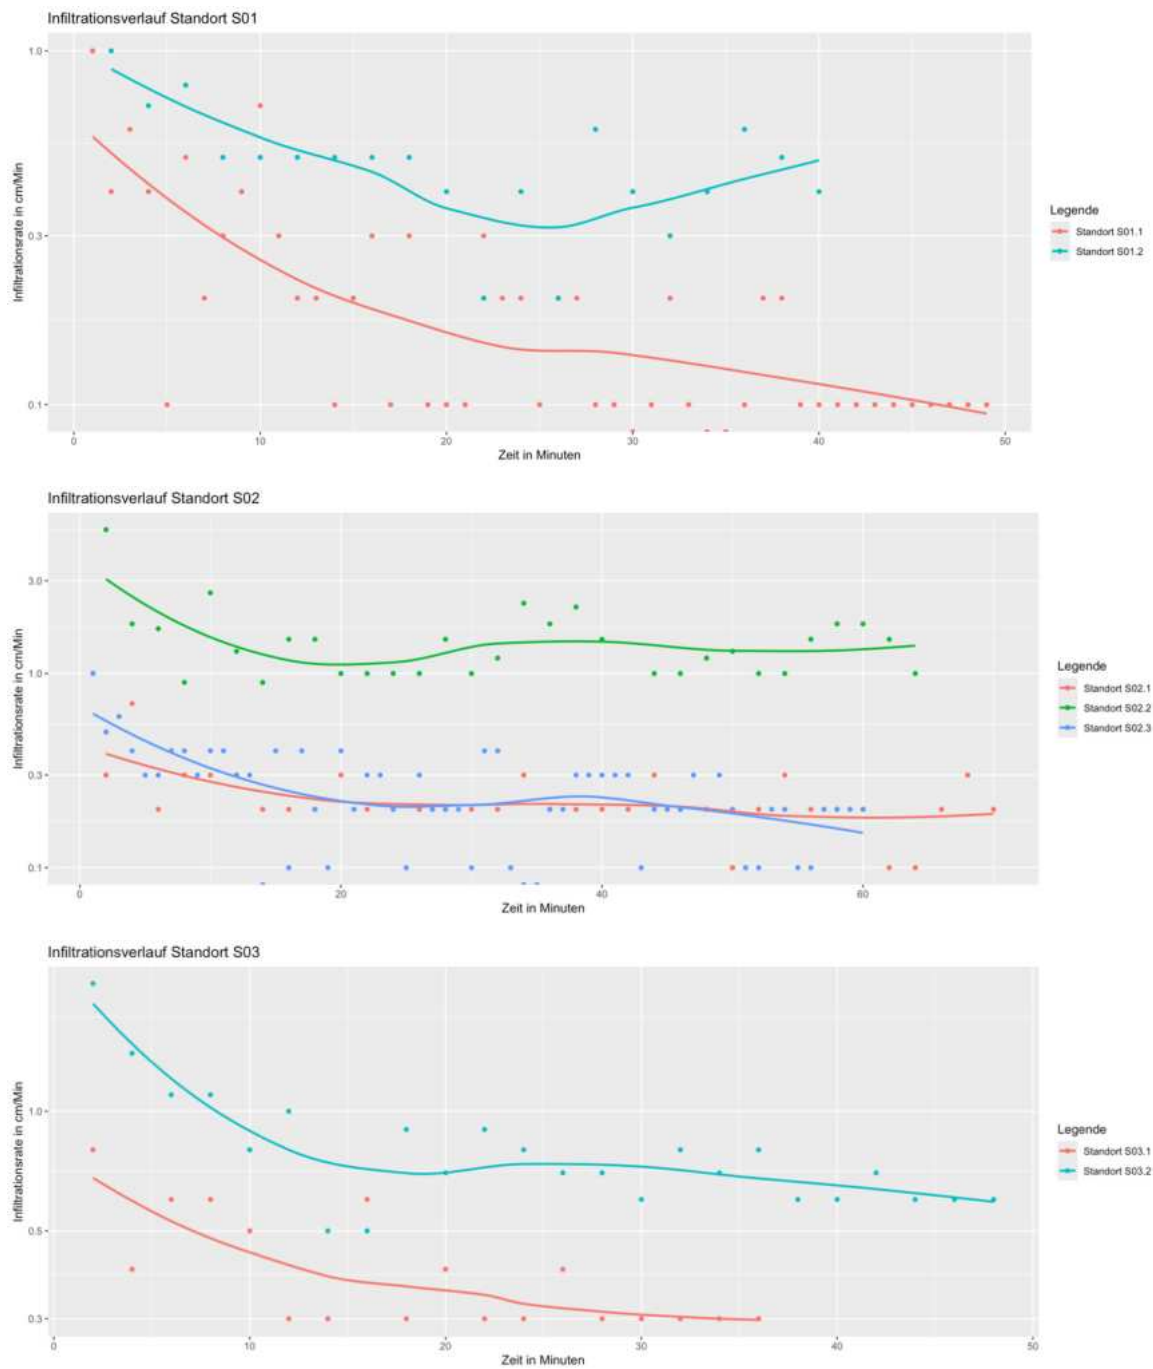 Infiltrationsverlauf Standort S01
Infiltrationsrate in cm/Min
1.0
0.3
0.1
0 10 20 30 40 50
Zeit in Minuten
Legende
Standort S01.1
Standort S01.2
Infiltrationsverlauf Standort S02
Infiltrationsrate in cm/Min
3.0
1.0
0.3
0.1
0 20 40 60
Zeit in Minuten
Legende
Standort S02.1
Standort S02.2
Standort S02.3
Infiltrationsverlauf Standort S03
Infiltrationsrate in cm/Min
1.0
0.5
0.3
0 10 20 30 40 50
Zeit in Minuten
Legende
Standort S03.1
Standort S03.2